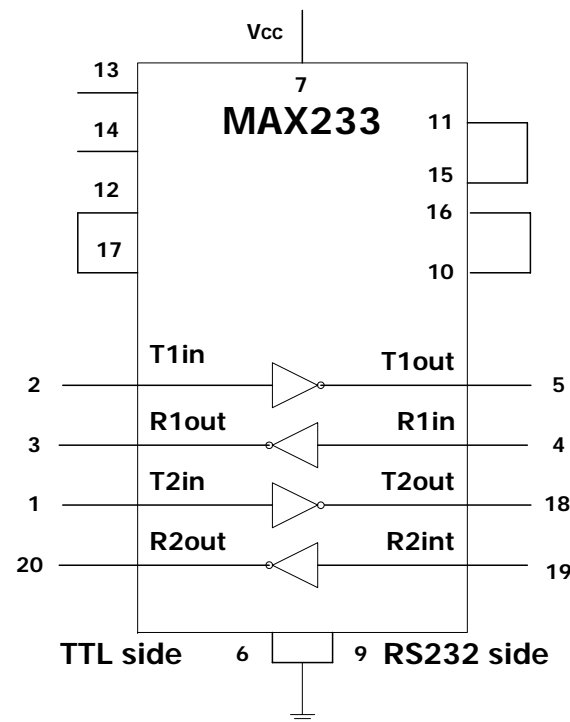 Vcc
13
7
MAX233
14
11
15
12
16
17
10
T1in
T1out
2
5
R1out
R1in
3
4
T2in
T2out
1
18
R2out
R2int
20
19
TTL side
6
9
RS232 side